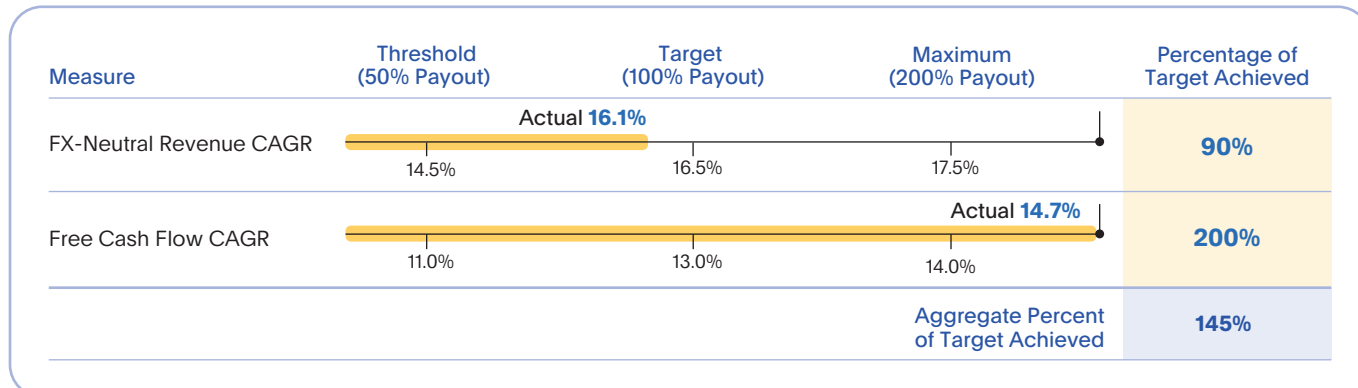 Measure
Threshold
(50% Payout)
Target
(100% Payout)
Maximum
(200% Payout)
Percentage of
Target Achieved
Actual 16.1%
FX-Neutral Revenue CAGR
14.5%
16.5%
17.5%
90%
Actual 14.7%
Free Cash Flow CAGR
11.0%
13.0%
14.0%
200%
Aggregate Percent
of Target Achieved
145%